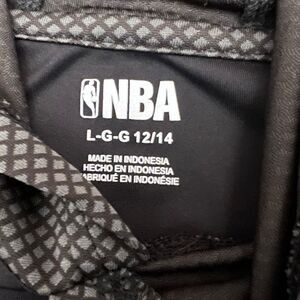 NBA
L-G-G 12/14
MADE IN INDONESIA
HECHO EN INDONESIA
FABRIQUÉ EN INDONÉSIE